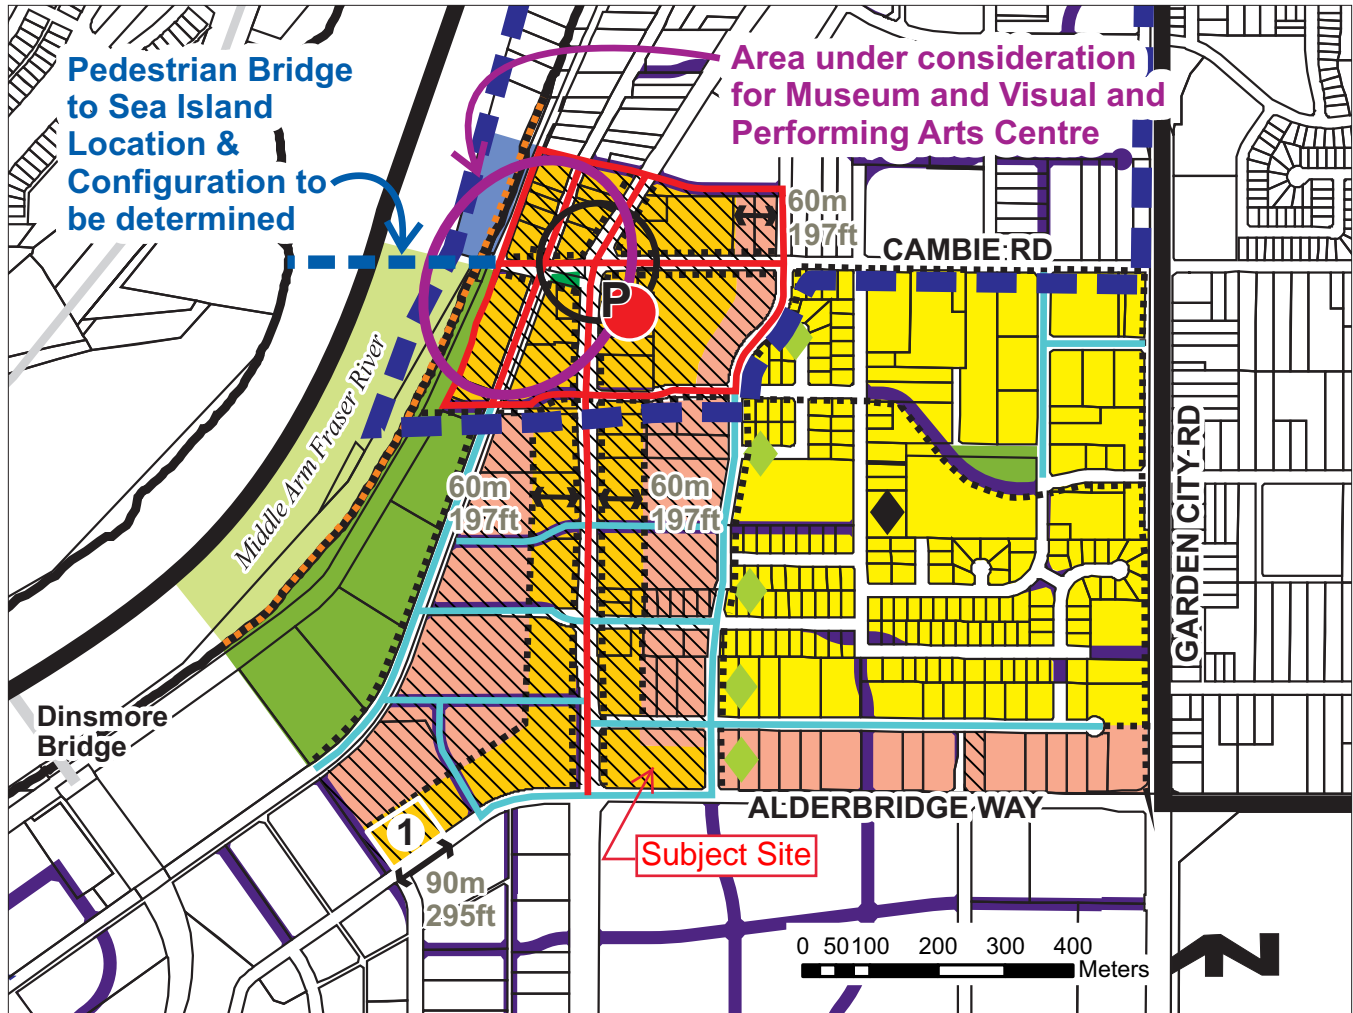 Pedestrian Bridge
to Sea Island
Location &
Configuration to
be determined
Area under consideration
for Museum and Visual and
Performing Arts Centre
60m
197ft
CAMBIE RD
P
Middle Arm Fraser River
60m
197ft
60m
197ft
GARDEN CITY RD
Dinsmore
Bridge
ALDERBRIDGE WAY
1
Subject Site
90m
295ft
0 50 100 200 300 400
Meters
N